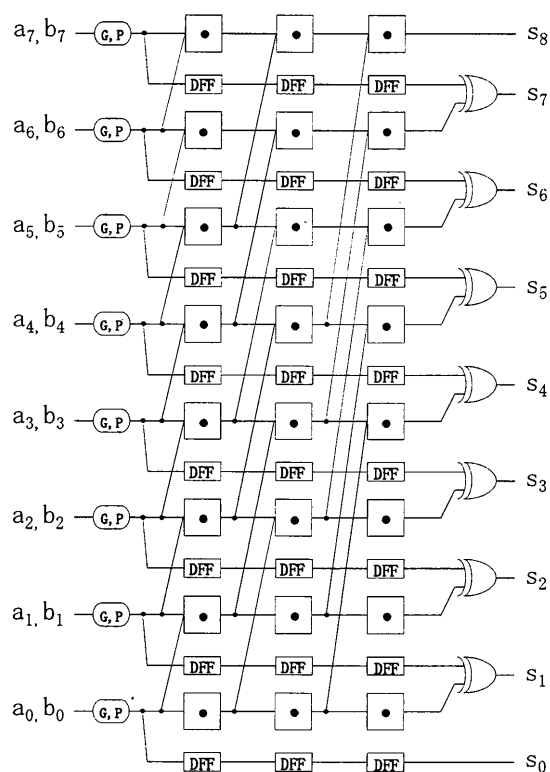 a₇, b₇ G, P S₈
DFF DFF DFF S₇
a₆, b₆ G, P
DFF DFF DFF S₆
a₅, b₅ G, P
DFF DFF DFF S₅
a₄, b₄ G, P
DFF DFF DFF S₄
a₃, b₃ G, P
DFF DFF DFF S₃
a₂, b₂ G, P
DFF DFF DFF S₂
a₁, b₁ G, P
DFF DFF DFF S₁
a₀, b₀ G, P
DFF DFF DFF S₀